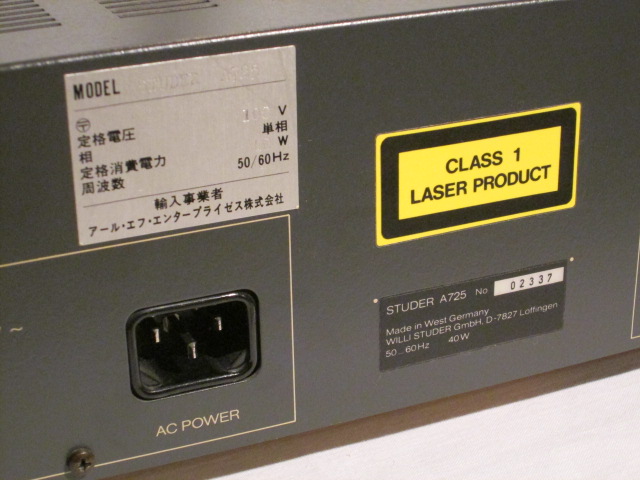 MODEL STUDER A725
〒
定格電圧 V
相 単相
定格消費電力 W
周波数 50/60Hz
輸入事業者
アール・エフ・エンタープライゼス株式会社
CLASS 1
LASER PRODUCT
STUDER A725 No 02337
Made in West Germany
WILLI STUDER GmbH, D-7827 Löffingen
50...60Hz 40W
~
AC POWER